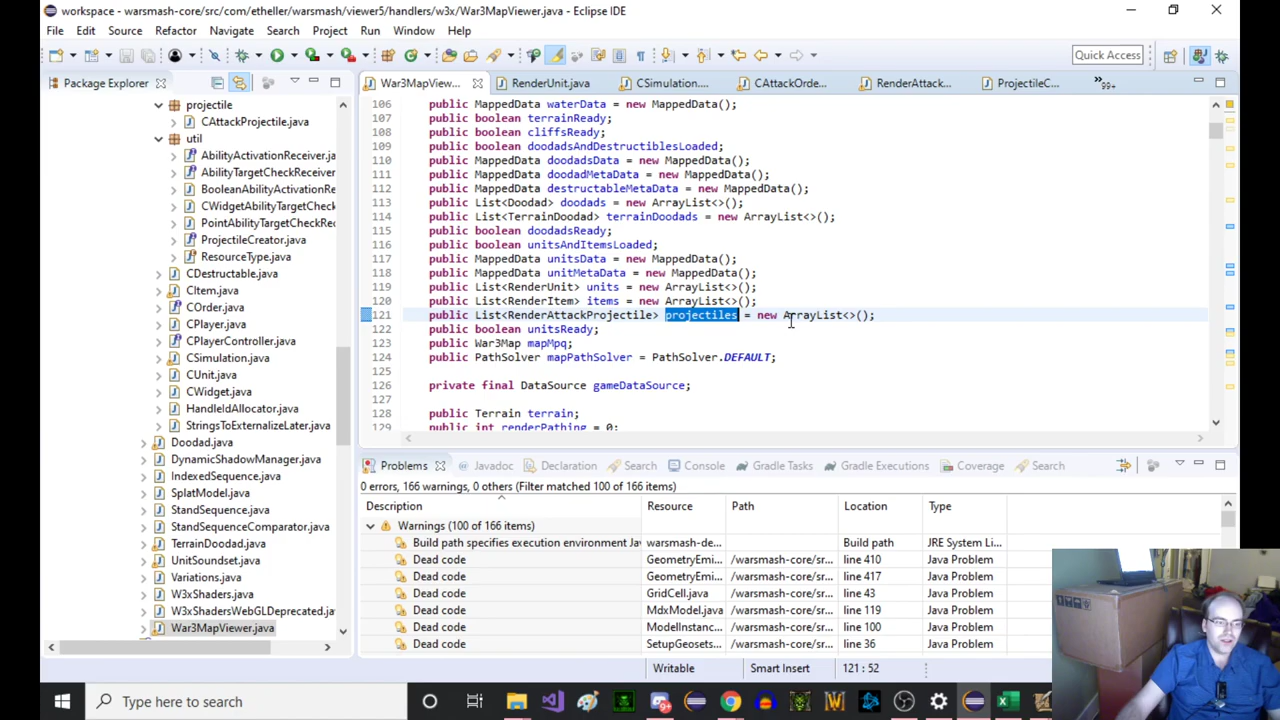 workspace - warsmash-core/src/com/etheller/warsmash/viewer5/handlers/w3x/War3MapViewer.java - Eclipse IDE
File Edit Source Refactor Navigate Search Project Run Window Help
Quick Access
Package Explorer
projectile
CAttackProjectile.java
util
AbilityActivationReceiver.ja
AbilityTargetCheckReceiver
BooleanAbilityActivationRe
CWidgetAbilityTargetCheck
PointAbilityTargetCheckRec
ProjectileCreator.java
ResourceType.java
CDestructable.java
CItem.java
COrder.java
CPlayer.java
CPlayerController.java
CSimulation.java
CUnit.java
CWidget.java
HandleIdAllocator.java
StringsToExternalizeLater.java
Doodad.java
DynamicShadowManager.java
IndexedSequence.java
SplatModel.java
StandSequence.java
StandSequenceComparator.java
TerrainDoodad.java
UnitSoundset.java
Variations.java
W3xShaders.java
W3xShadersWebGLDeprecated.java
War3MapViewer.java
War3MapView... RenderUnit.java CSimulation.... CAttackOrde... RenderAttack... ProjectileC... 99+
106 public MappedData waterData = new MappedData();
107 public boolean terrainReady;
108 public boolean cliffsReady;
109 public boolean doodadsAndDestructiblesLoaded;
110 public MappedData doodadsData = new MappedData();
111 public MappedData doodadMetaData = new MappedData();
112 public MappedData destructableMetaData = new MappedData();
113 public List<Doodad> doodads = new ArrayList<>();
114 public List<TerrainDoodad> terrainDoodads = new ArrayList<>();
115 public boolean doodadsReady;
116 public boolean unitsAndItemsLoaded;
117 public MappedData unitsData = new MappedData();
118 public MappedData unitMetaData = new MappedData();
119 public List<RenderUnit> units = new ArrayList<>();
120 public List<RenderItem> items = new ArrayList<>();
121 public List<RenderAttackProjectile> projectiles = new ArrayList<>();
122 public boolean unitsReady;
123 public War3Map mapMpq;
124 public PathSolver mapPathSolver = PathSolver.DEFAULT;
125
126 private final DataSource gameDataSource;
127
128 public Terrain terrain;
129 public int renderPathing = 0;
Problems Javadoc Declaration Search Console Gradle Tasks Gradle Executions Coverage Search
0 errors, 166 warnings, 0 others (Filter matched 100 of 166 items)
Description Resource Path Location Type
Warnings (100 of 166 items)
Build path specifies execution environment Jav warsmash-de... Build path JRE System Li...
Dead code GeometryEmi... /warsmash-core/sr... line 410 Java Problem
Dead code GeometryEmi... /warsmash-core/sr... line 417 Java Problem
Dead code GridCell.java /warsmash-core/sr... line 43 Java Problem
Dead code MdxModel.java /warsmash-core/sr... line 119 Java Problem
Dead code ModelInstanc... /warsmash-core/sr... line 100 Java Problem
Dead code SetupGeosets... /warsmash-core/sr... line 36 Java Problem
Writable Smart Insert 121 : 52
Type here to search